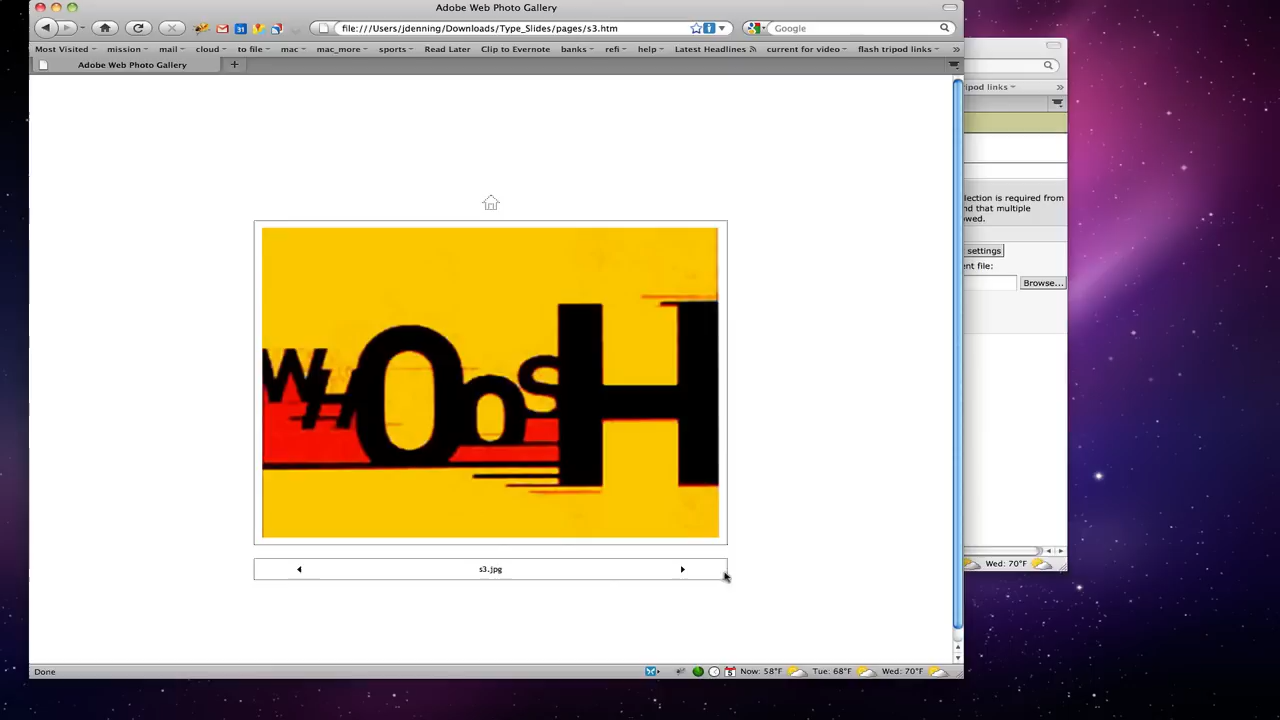 Adobe Web Photo Gallery
file:///Users/jdenning/Downloads/Type_Slides/pages/s3.htm
Google
Most Visited mission mail cloud to file mac mac_more sports Read Later Clip to Evernote banks refi help Latest Headlines current for video flash tripod links »
Adobe Web Photo Gallery +
WHOOSH
s3.jpg
Done
Now: 58°F Tue: 68°F Wed: 70°F
ripod links »
lection is required from
nd that multiple
owed.
settings
ent file:
Browse...
Wed: 70°F